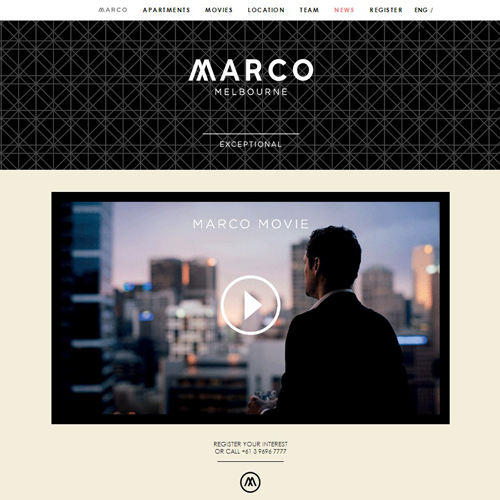 MARCO APARTMENTS MOVIES LOCATION TEAM NEWS REGISTER ENG /
MARCO
MELBOURNE
EXCEPTIONAL
MARCO MOVIE
REGISTER YOUR INTEREST
OR CALL +61 3 9696 7777
M